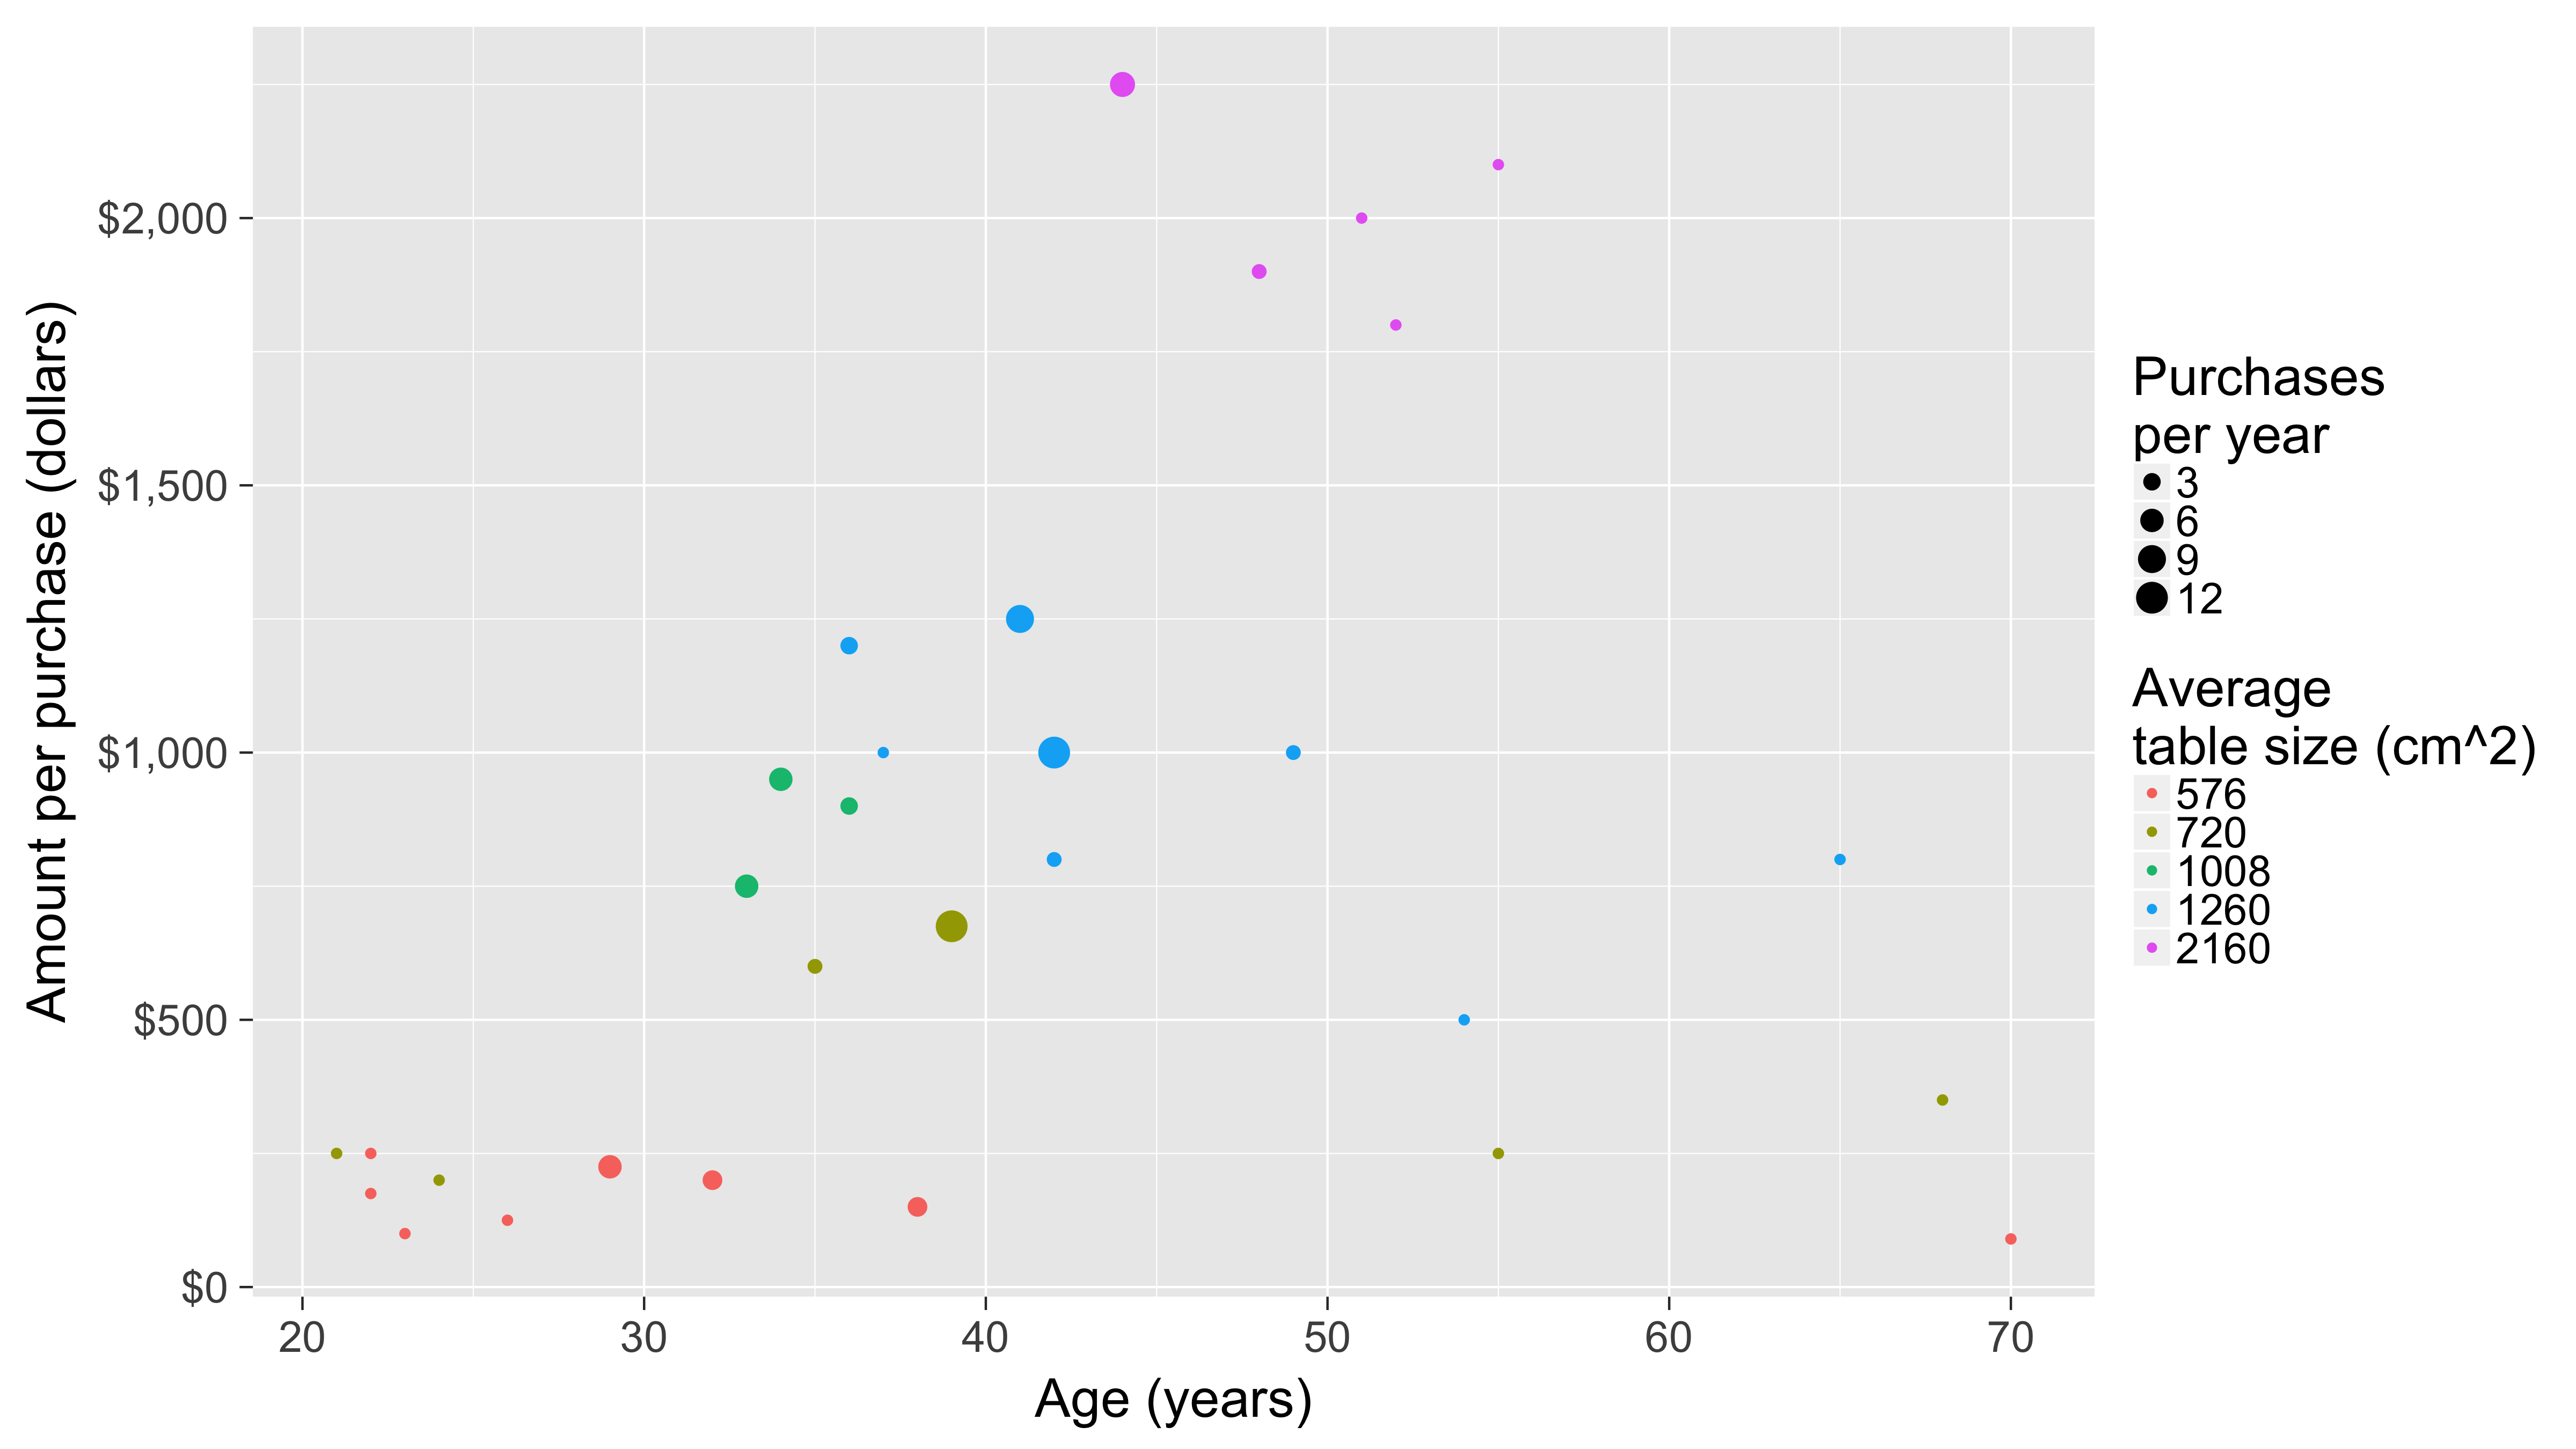 $2,000
$1,500
$1,000
$500
$0
Amount per purchase (dollars)
20 30 40 50 60 70
Age (years)
Purchases
per year
3
6
9
12
Average
table size (cm^2)
576
720
1008
1260
2160